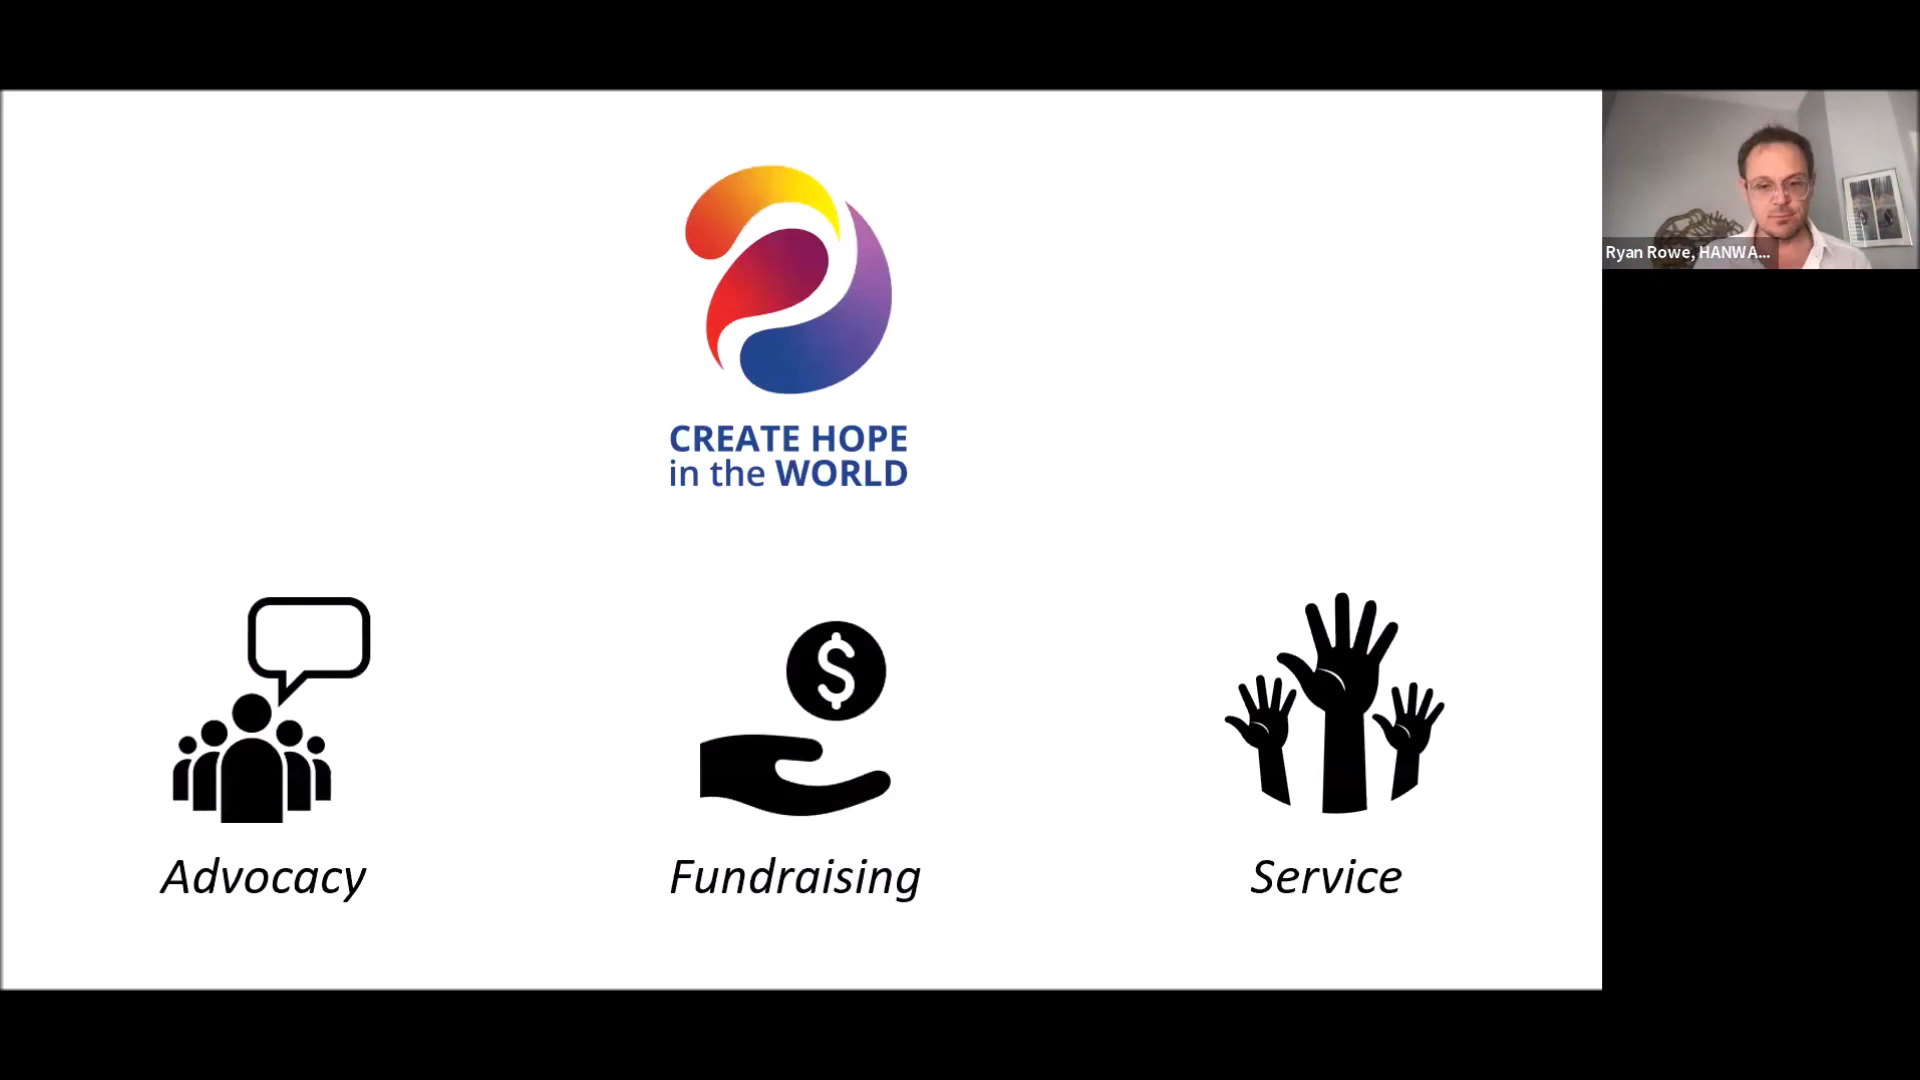 CREATE HOPE
in the WORLD
$
Advocacy
Fundraising
Service
Ryan Rowe, HANWA...